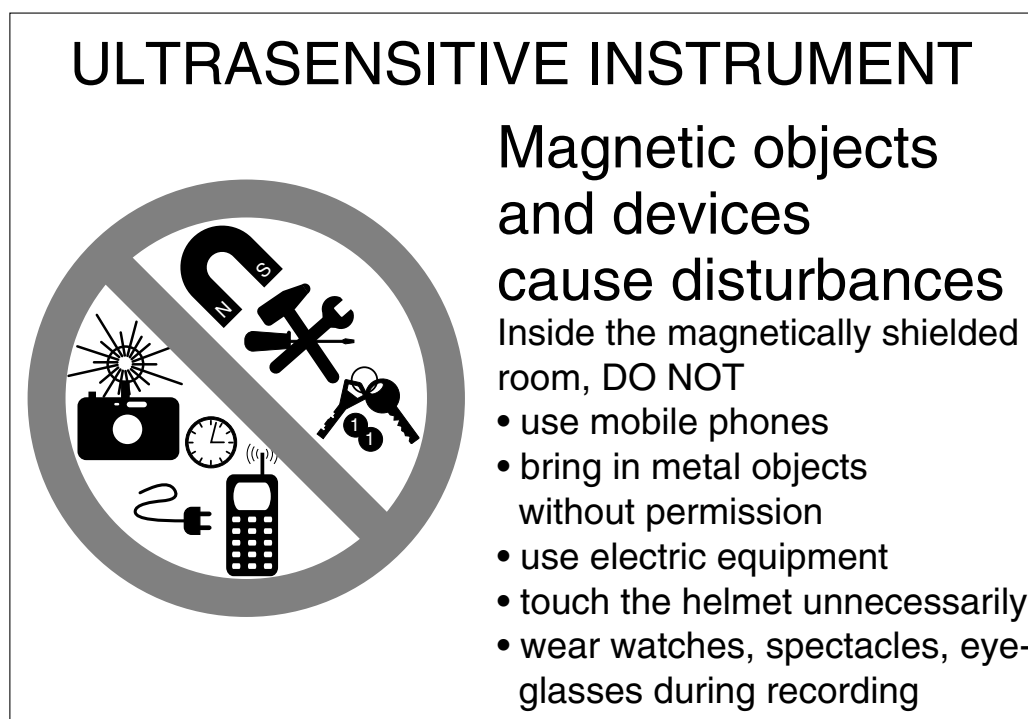 ULTRASENSITIVE INSTRUMENT
Magnetic objects
and devices
cause disturbances
Inside the magnetically shielded
room, DO NOT
• use mobile phones
• bring in metal objects
without permission
• use electric equipment
• touch the helmet unnecessarily
• wear watches, spectacles, eye-
glasses during recording
S
N
1
1